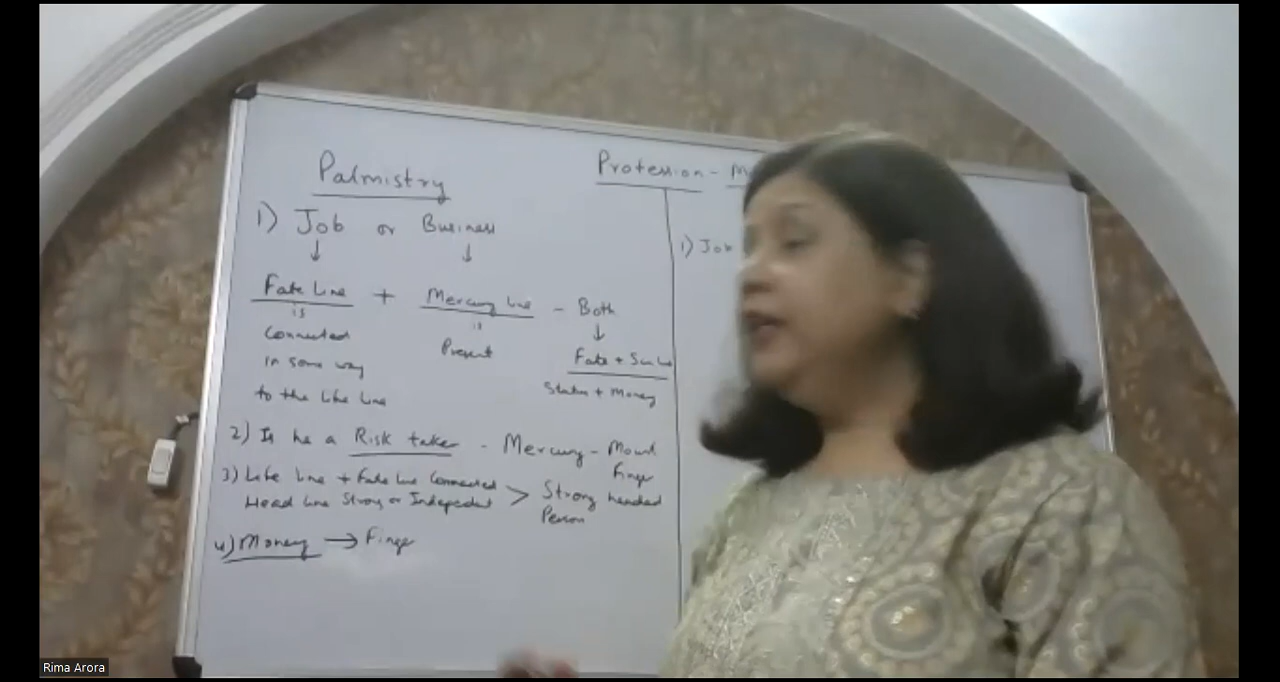 Palmistry
Profession - M
1) Job or Business
1) Job
Fate Line + Mercury Line - Both
is is
Connected Present
in some way Fate + Sun Li
to the Life Line Status + Money
2) Is he a Risk taker - Mercury - Mount
Finger
3) Life Line + Fate Line Connected
Head Line Strong or Independent > Strong headed
Person
4) Money → Finger
Rima Arora